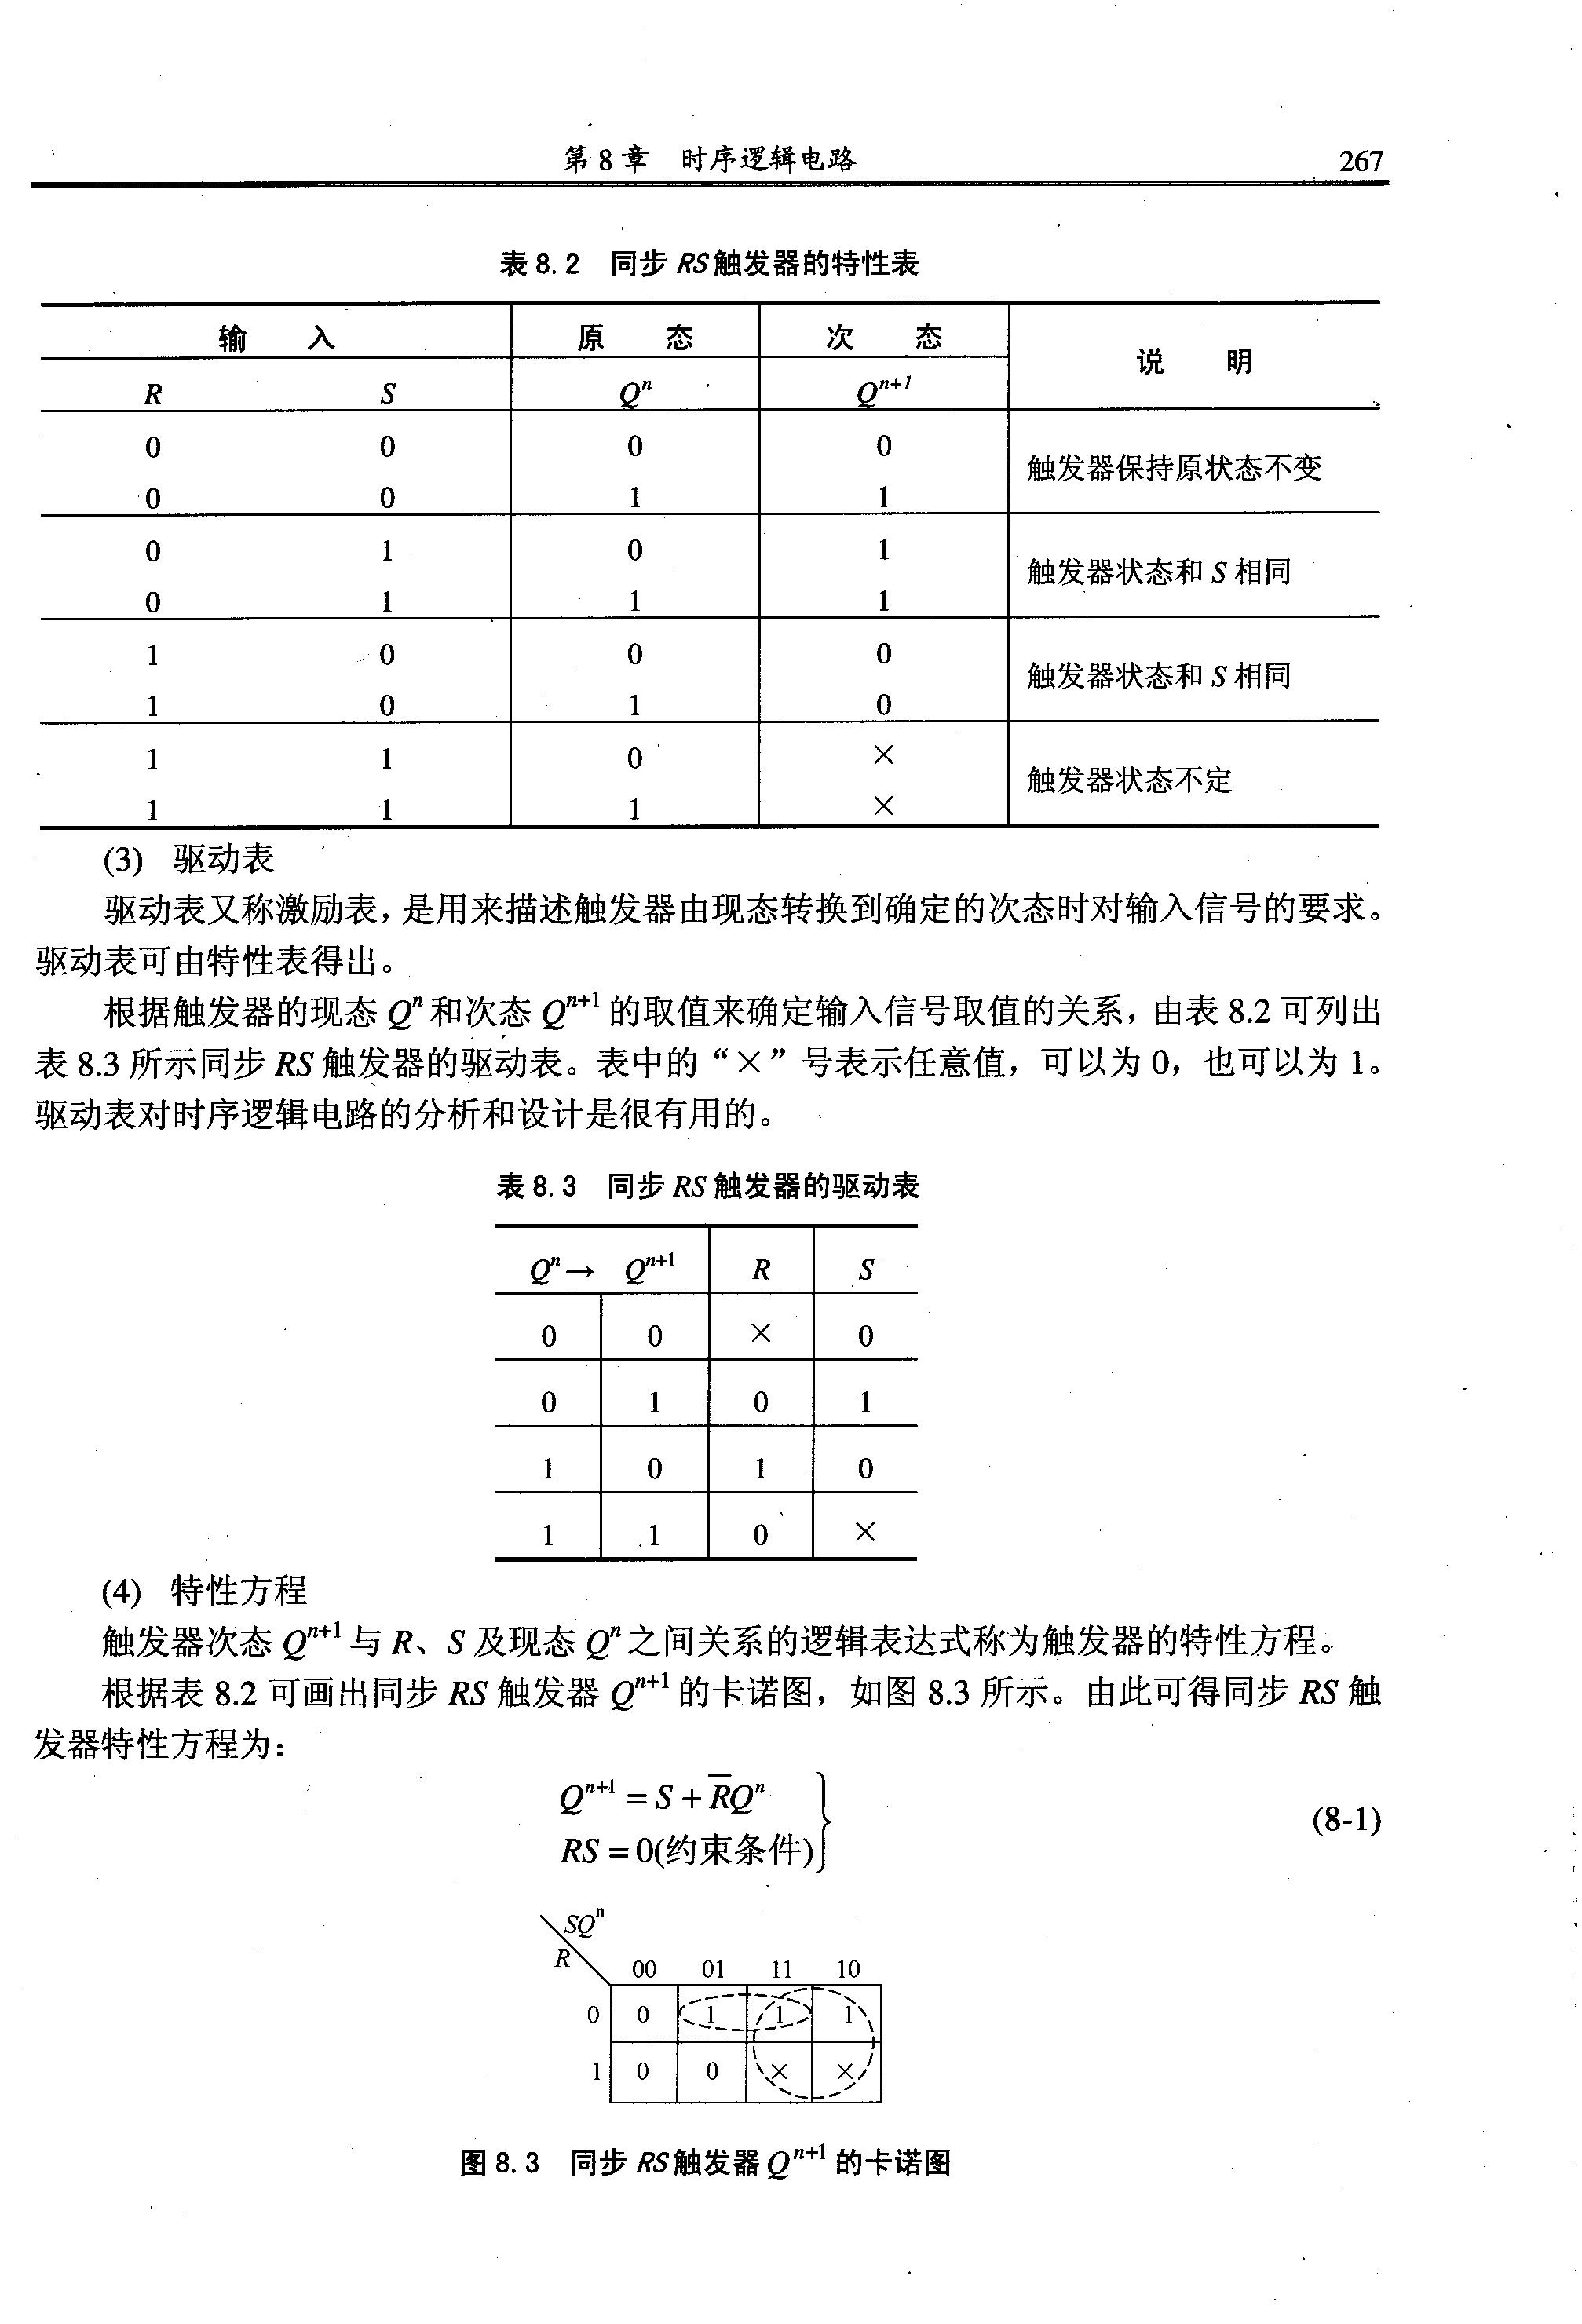 第8章 时序逻辑电路 267
表8.2 同步RS触发器的特性表
输 入 原 态 次 态 说 明
R S Qⁿ Qⁿ⁺¹
0 0 0 0 触发器保持原状态不变
0 0 1 1
0 1 0 1 触发器状态和 S 相同
0 1 1 1
1 0 0 0 触发器状态和 S 相同
1 0 1 0
1 1 0 × 触发器状态不定
1 1 1 ×
(3) 驱动表
驱动表又称激励表，是用来描述触发器由现态转换到确定的次态时对输入信号的要求。
驱动表可由特性表得出。
根据触发器的现态 Qⁿ 和次态 Qⁿ⁺¹ 的取值来确定输入信号取值的关系，由表 8.2 可列出
表 8.3 所示同步 RS 触发器的驱动表。表中的“×”号表示任意值，可以为 0，也可以为 1。
驱动表对时序逻辑电路的分析和设计是很有用的。
表8.3 同步 RS 触发器的驱动表
Qⁿ→ Qⁿ⁺¹ R S
0 0 × 0
0 1 0 1
1 0 1 0
1 1 0 ×
(4) 特性方程
触发器次态 Qⁿ⁺¹ 与 R、S 及现态 Qⁿ 之间关系的逻辑表达式称为触发器的特性方程。
根据表 8.2 可画出同步 RS 触发器 Qⁿ⁺¹ 的卡诺图，如图 8.3 所示。由此可得同步 RS 触
发器特性方程为：
Qⁿ⁺¹ = S + R̅Qⁿ
RS = 0(约束条件)} (8-1)
SQⁿ
R 00 01 11 10
0 0 1 1 1
1 0 0 × ×
图8.3 同步RS触发器 Qⁿ⁺¹ 的卡诺图